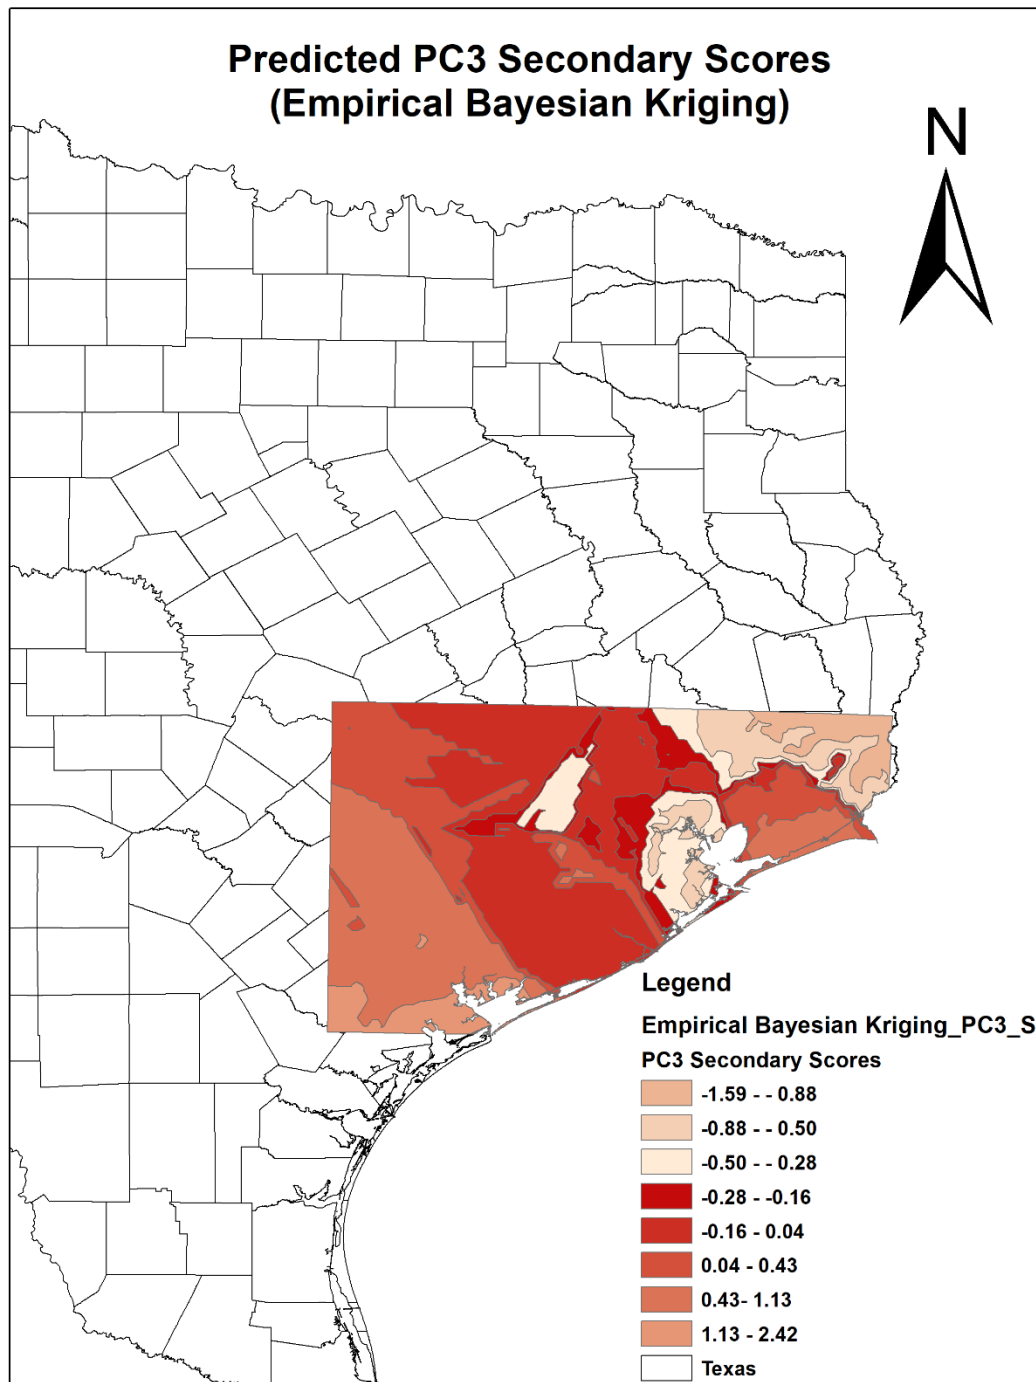 Predicted PC3 Secondary Scores
(Empirical Bayesian Kriging)
N
Legend
Empirical Bayesian Kriging_PC3_S
PC3 Secondary Scores
-1.59 - - 0.88
-0.88 - - 0.50
-0.50 - - 0.28
-0.28 - -0.16
-0.16 - 0.04
0.04 - 0.43
0.43- 1.13
1.13 - 2.42
Texas